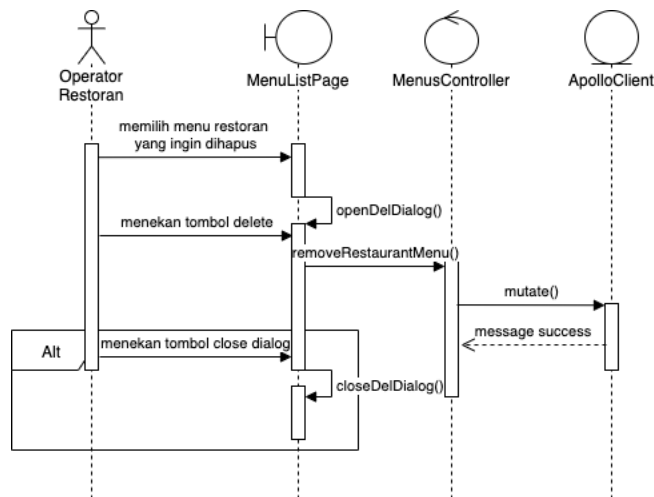 Operator
Restoran
MenuListPage
MenusController
ApolloClient
memilih menu restoran
yang ingin dihapus
openDelDialog()
menekan tombol delete
removeRestaurantMenu()
mutate()
message success
Alt
menekan tombol close dialog
closeDelDialog()